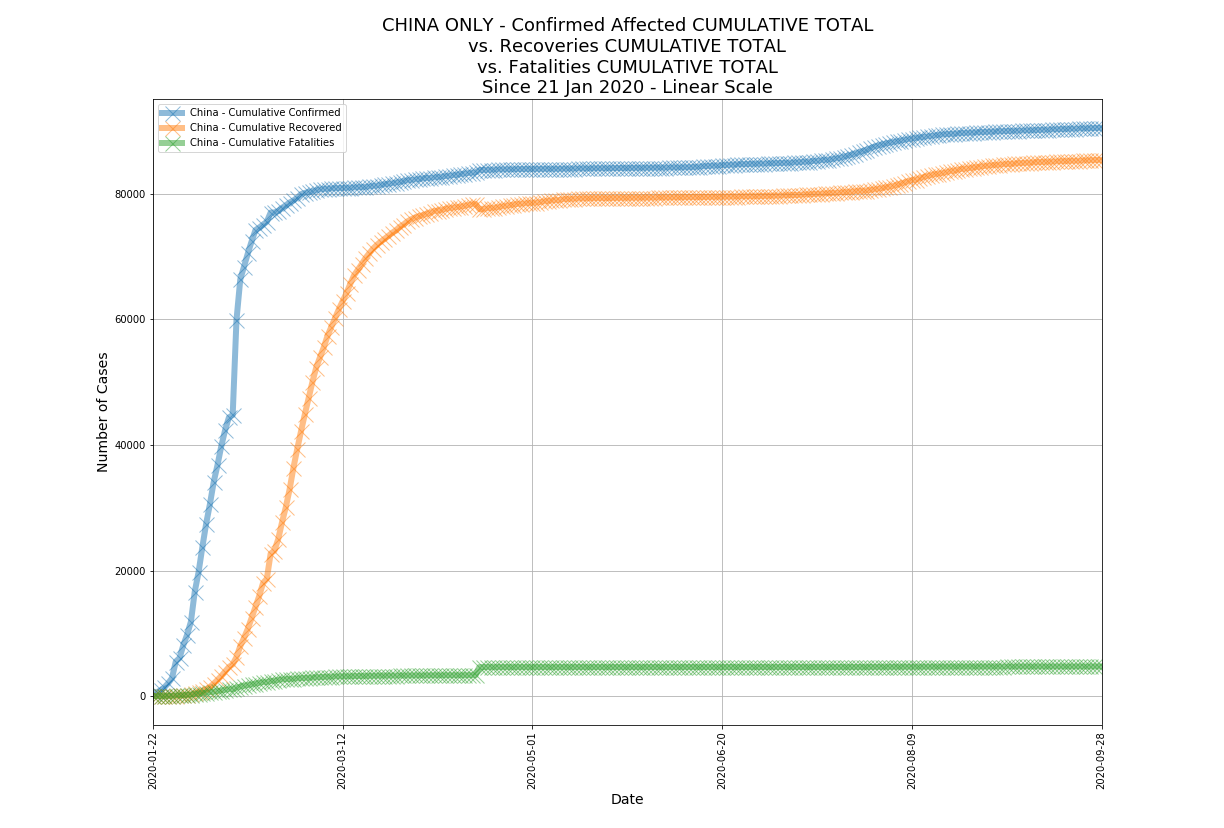 CHINA ONLY - Confirmed Affected CUMULATIVE TOTAL
vs. Recoveries CUMULATIVE TOTAL
vs. Fatalities CUMULATIVE TOTAL
Since 21 Jan 2020 - Linear Scale
China - Cumulative Confirmed
China - Cumulative Recovered
China - Cumulative Fatalities
Number of Cases
80000
60000
40000
20000
0
2020-01-22
2020-03-12
2020-05-01
2020-06-20
2020-08-09
2020-09-28
Date